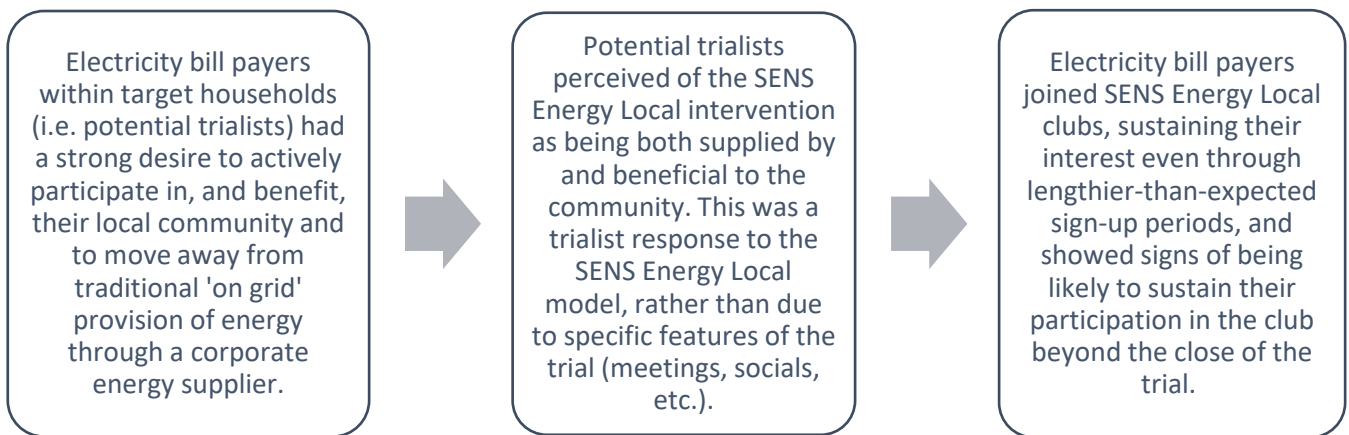 Electricity bill payers
within target households
(i.e. potential trialists) had
a strong desire to actively
participate in, and benefit,
their local community and
to move away from
traditional 'on grid'
provision of energy
through a corporate
energy supplier.
Potential trialists
perceived of the SENS
Energy Local intervention
as being both supplied by
and beneficial to the
community. This was a
trialist response to the
SENS Energy Local
model, rather than due
to specific features of the
trial (meetings, socials,
etc.).
Electricity bill payers
joined SENS Energy Local
clubs, sustaining their
interest even through
lengthier-than-expected
sign-up periods, and
showed signs of being
likely to sustain their
participation in the club
beyond the close of the
trial.